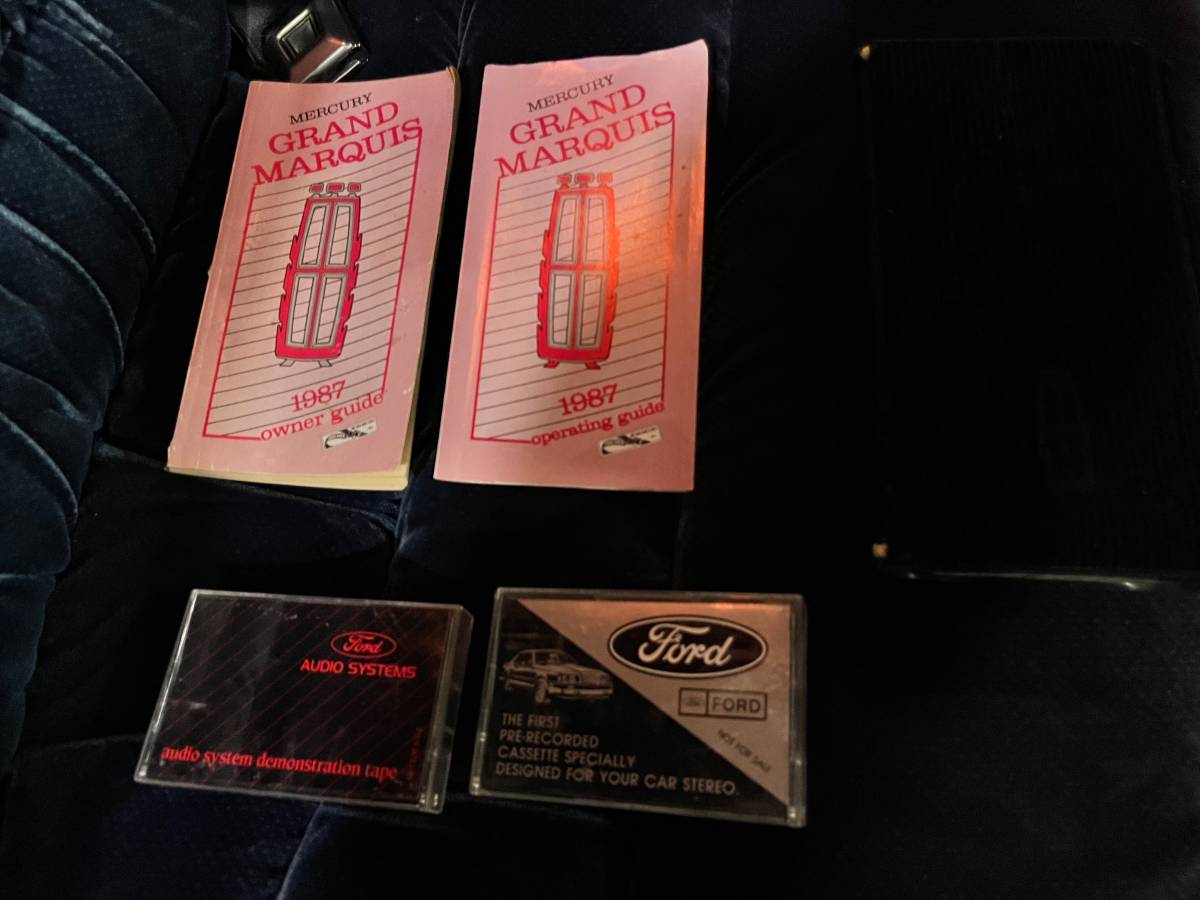 MERCURY
GRAND
MARQUIS
1987
owner guide
MERCURY
GRAND
MARQUIS
1987
operating guide
Ford
AUDIO SYSTEMS
audio system demonstration tape
Ford
FORD
NOT FOR SALE
THE FIRST
PRE-RECORDED
CASSETTE SPECIALLY
DESIGNED FOR YOUR CAR STEREO.